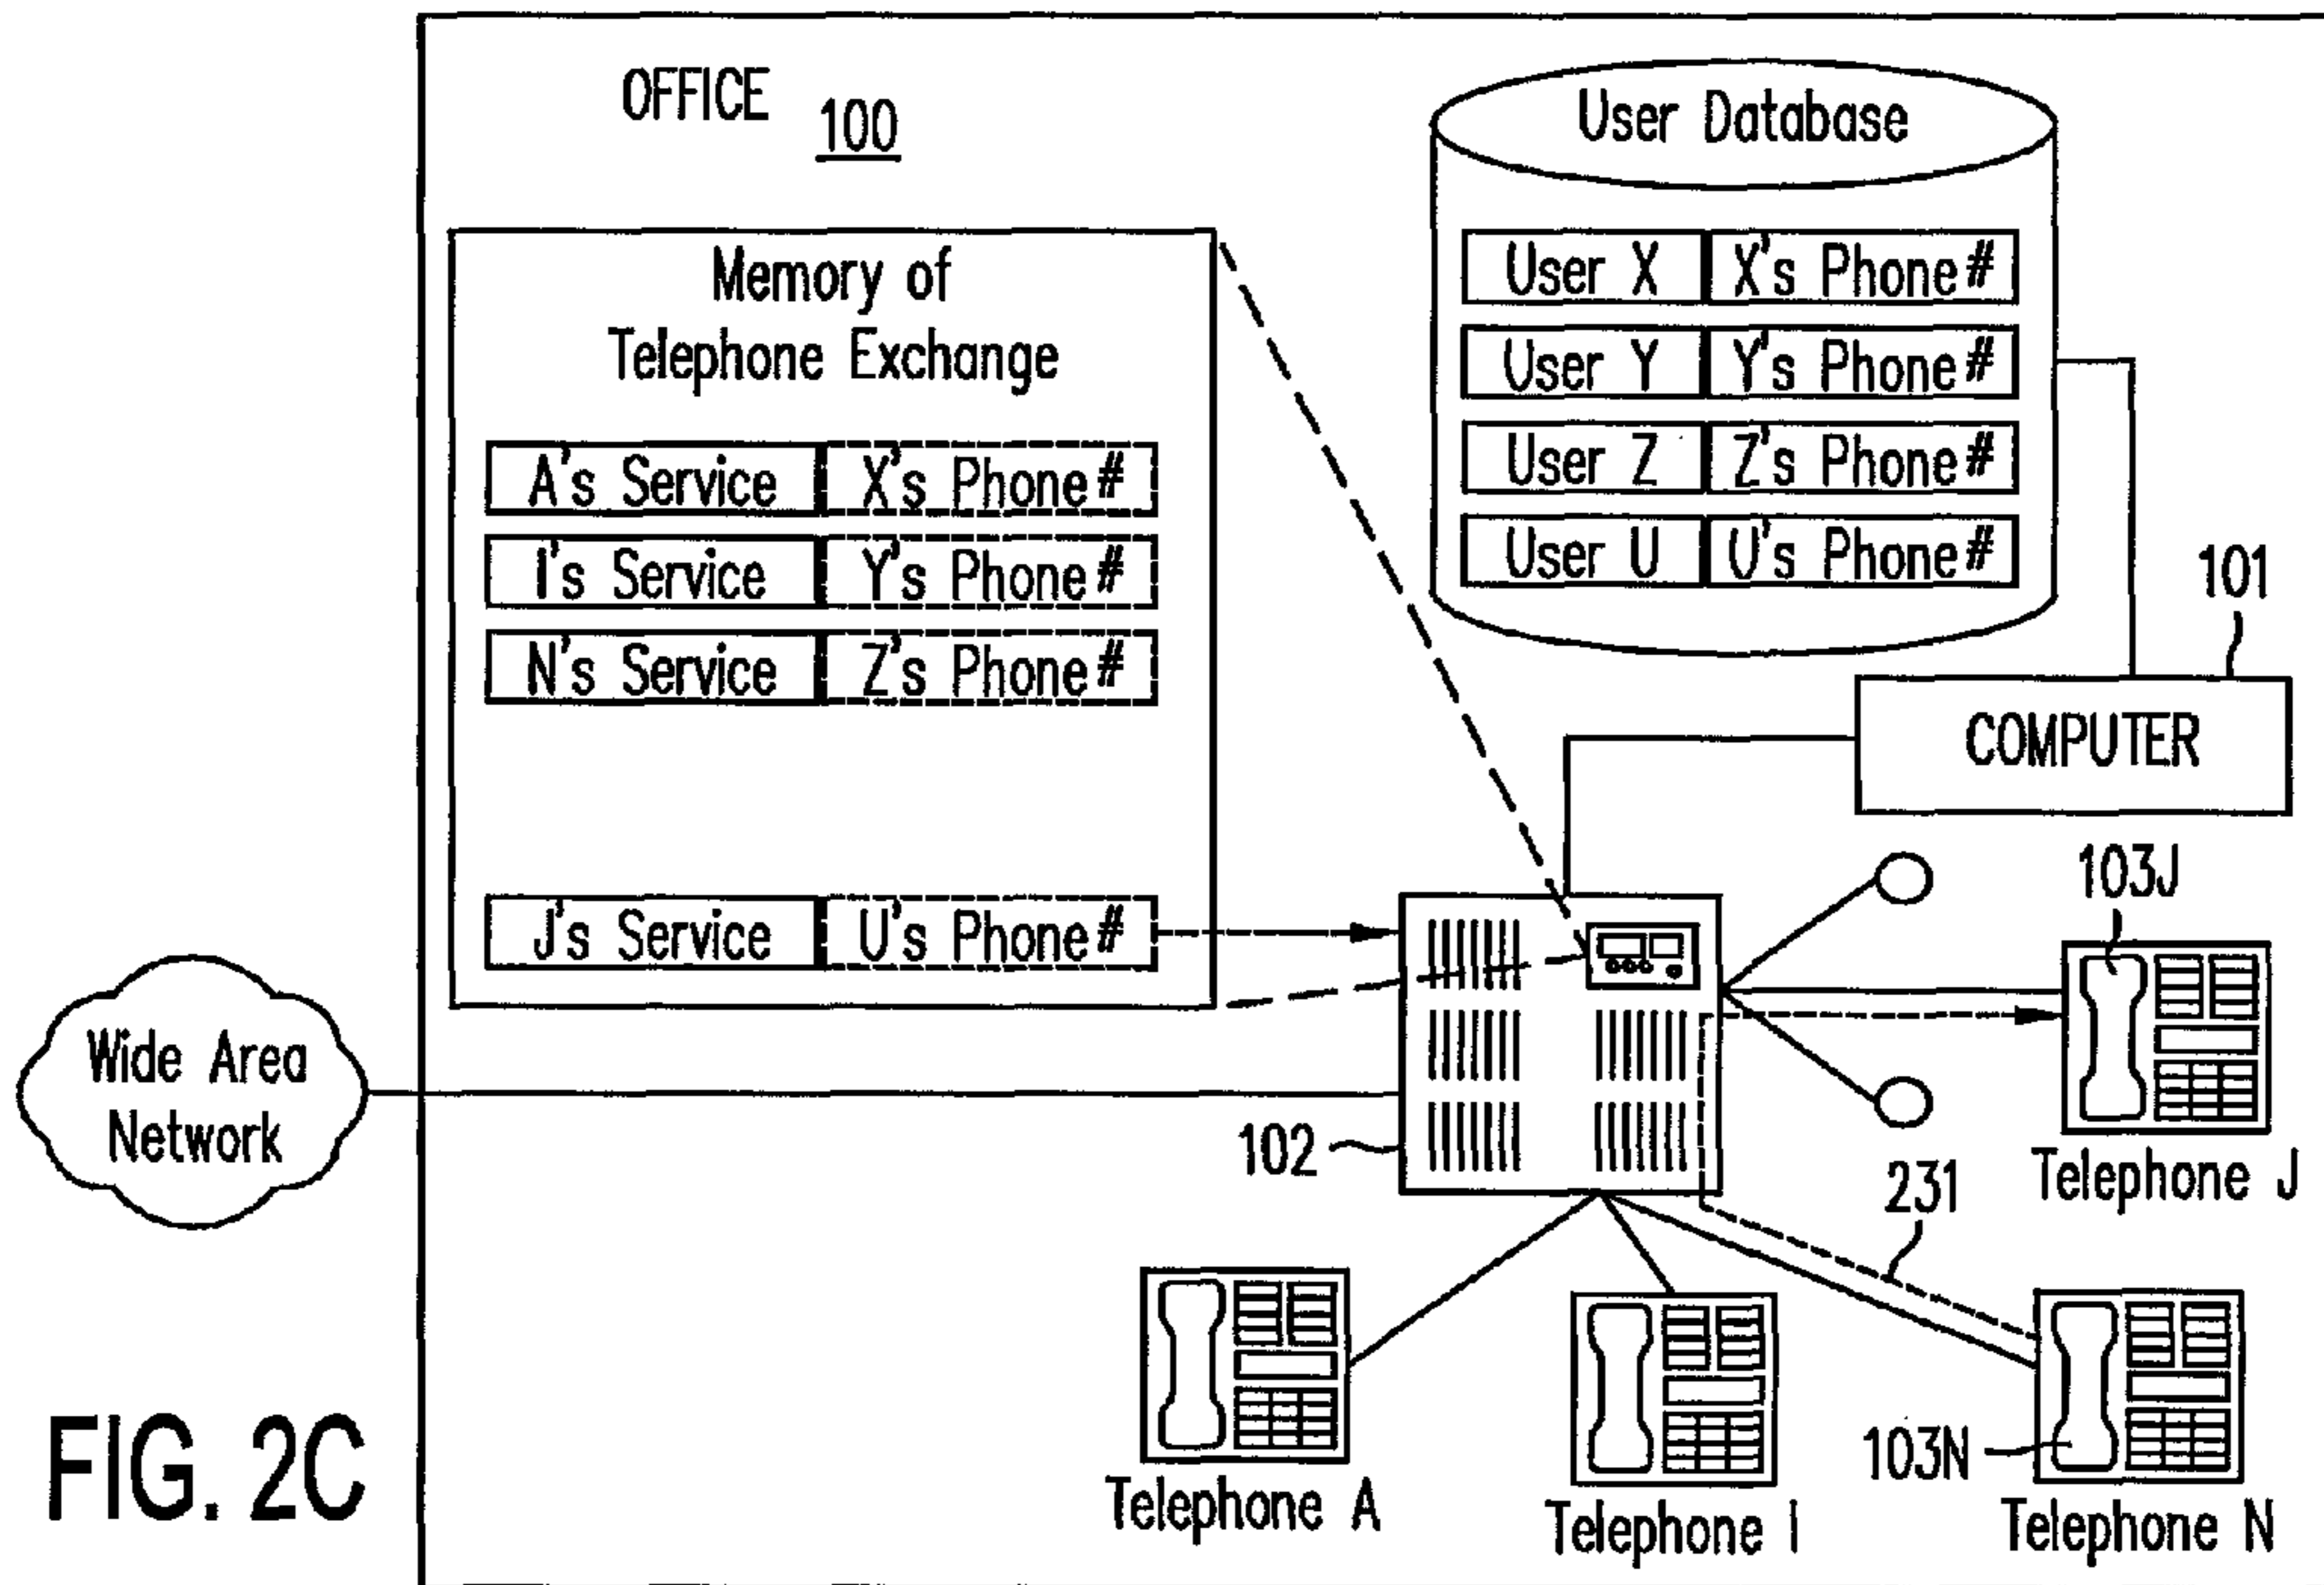 OFFICE 100
User Database
User X X's Phone#
User Y Y's Phone#
User Z Z's Phone#
User U U's Phone#
Memory of
Telephone Exchange
A's Service X's Phone#
I's Service Y's Phone#
N's Service Z's Phone#
J's Service U's Phone#
101
COMPUTER
103J
Telephone J
Wide Area
Network
102
231
103N
Telephone A
Telephone I
Telephone N
FIG. 2C